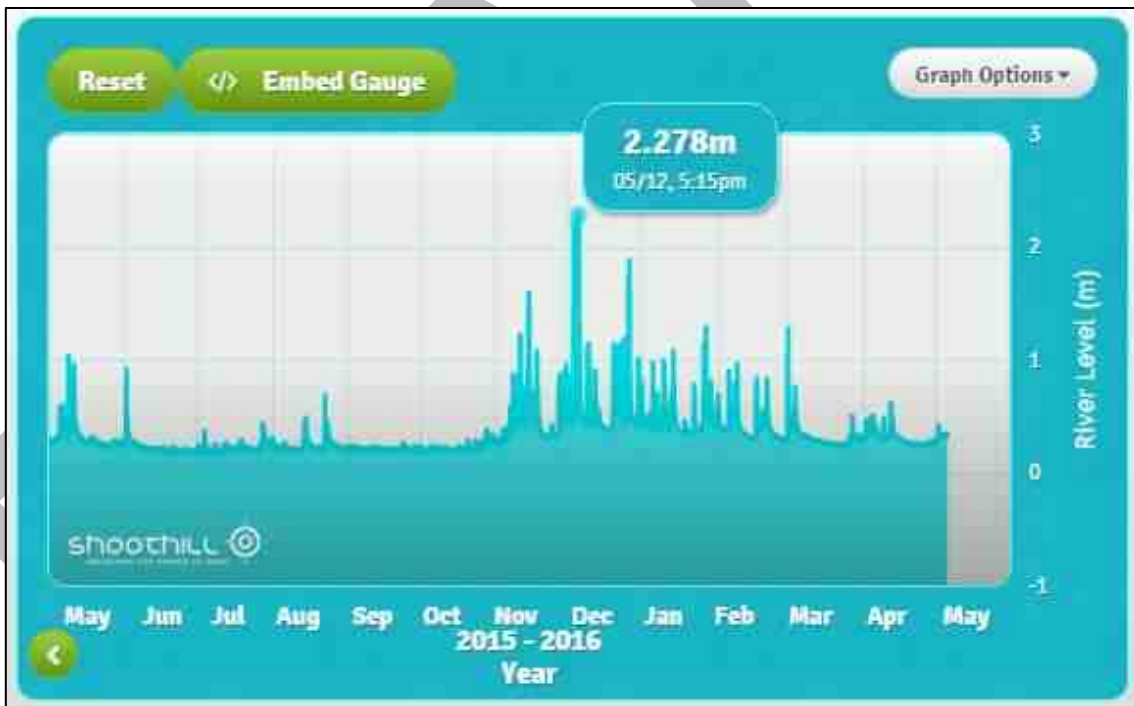 Reset
</> Embed Gauge
Graph Options
2.278m
05/12, 5:15pm
3
2
1
0
-1
River Level (m)
shoothill
May Jun Jul Aug Sep Oct Nov Dec Jan Feb Mar Apr May
2015 - 2016
Year